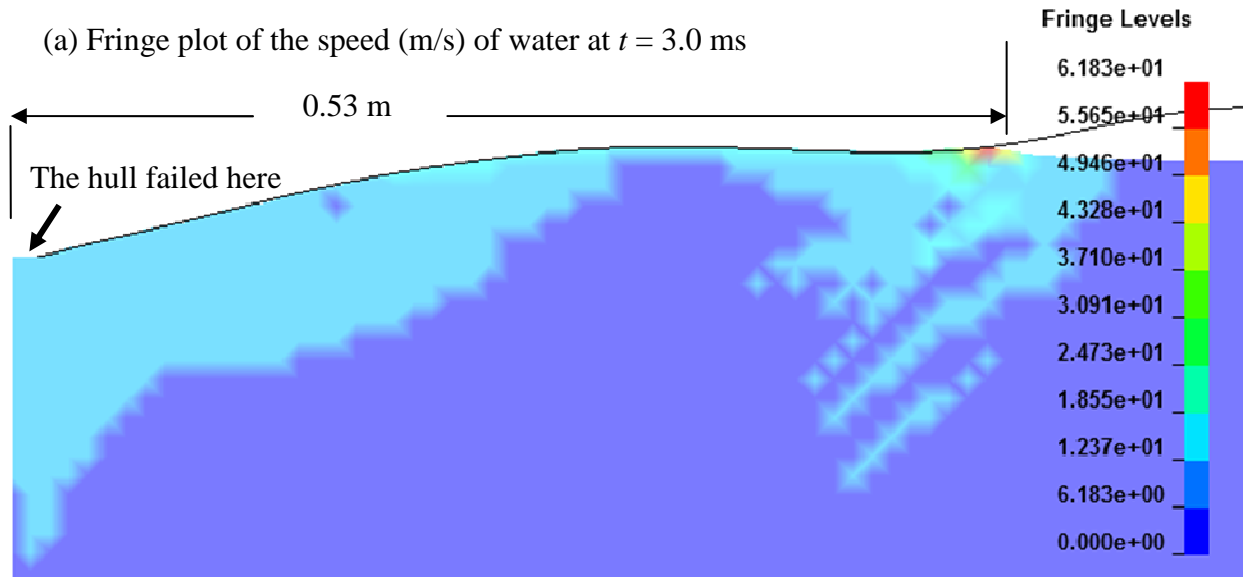 (a) Fringe plot of the speed (m/s) of water at t = 3.0 ms
0.53 m
The hull failed here
Fringe Levels
6.183e+01
5.565e+01
4.946e+01
4.328e+01
3.710e+01
3.091e+01
2.473e+01
1.855e+01
1.237e+01
6.183e+00
0.000e+00